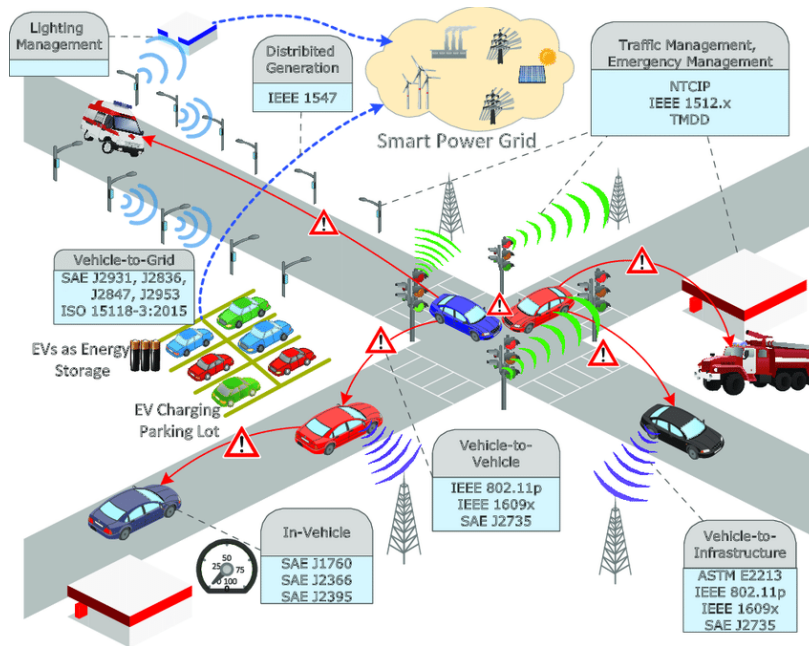 Lighting
Management
Distribited
Generation
IEEE 1547
Smart Power Grid
Traffic Management,
Emergency Management
NTCIP
IEEE 1512.x
TMDD
Vehicle-to-Grid
SAE J2931, J2836,
J2847, J2953
ISO 15118-3:2015
EVs as Energy
Storage
EV Charging
Parking Lot
Vehicle-to-
Vehicle
IEEE 802.11p
IEEE 1609x
SAE J2735
In-Vehicle
SAE J1760
SAE J2366
SAE J2395
0
25
50
75
100
Vehicle-to-
Infrastructure
ASTM E2213
IEEE 802.11p
IEEE 1609x
SAE J2735